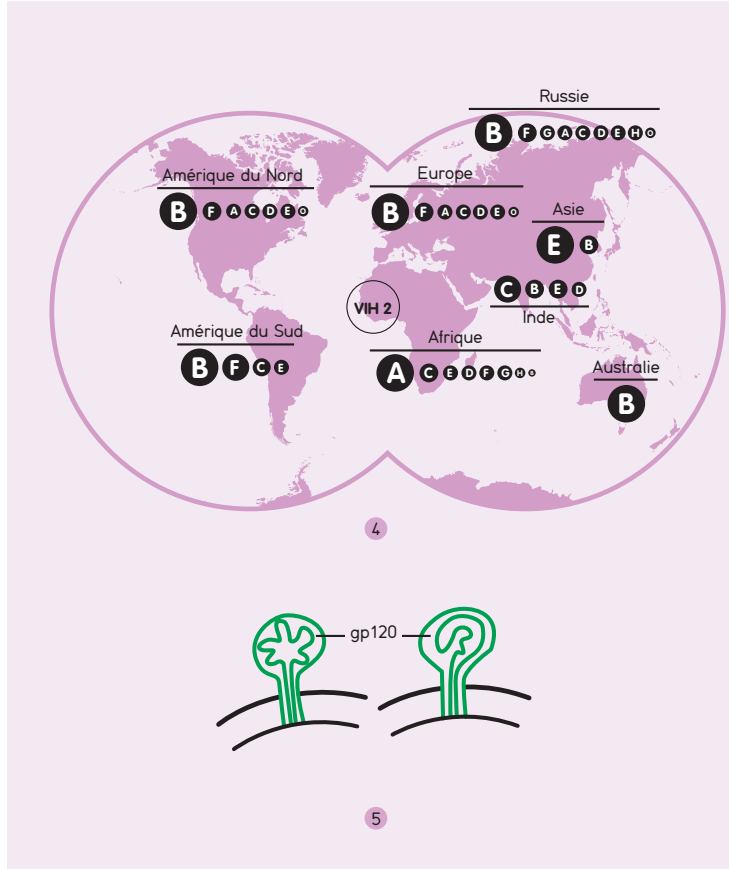 Russie
B F G A C D E H O
Amérique du Nord
B F A C D E O
Europe
B F A C D E O
Asie
E B
C B E D
Inde
VIH 2
Amérique du Sud
B F C E
Afrique
A C E D F G H O
Australie
B
4
gp120
5